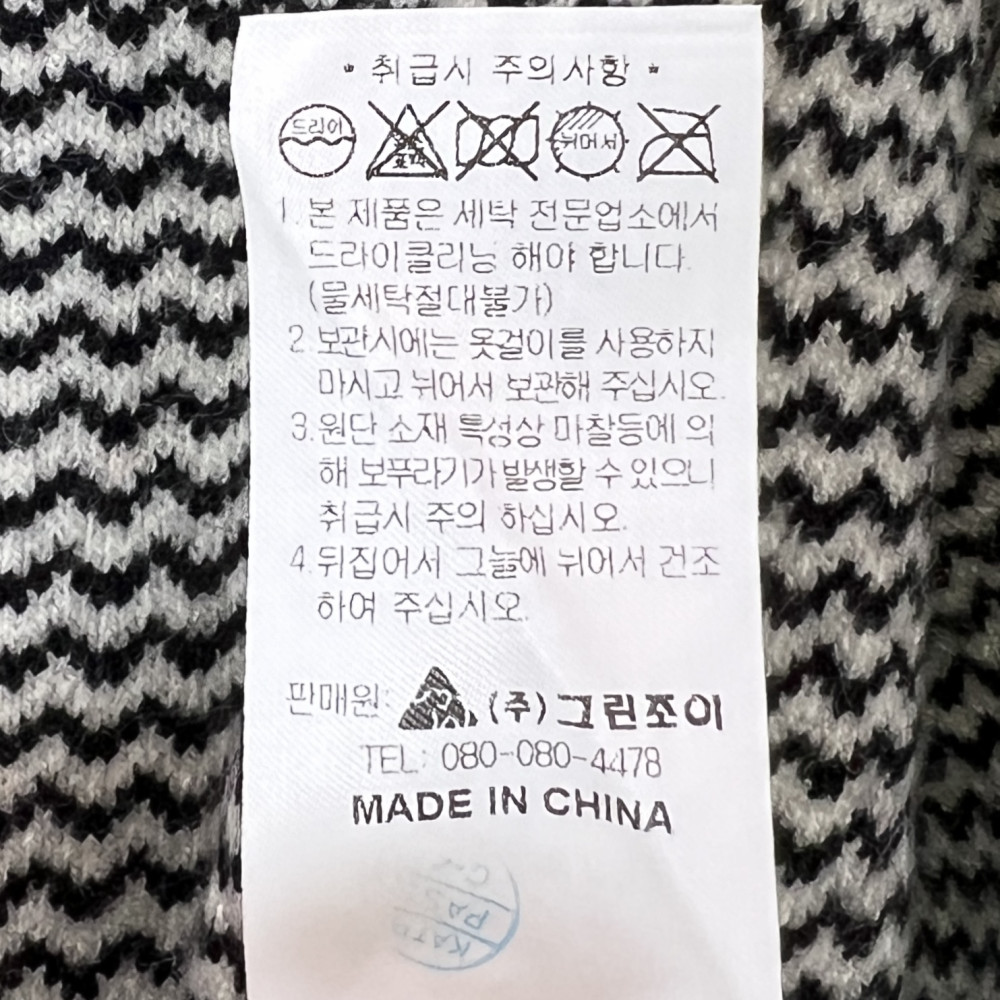 * 취급시 주의사항 *
드라이 뉘어서
1. 본 제품은 세탁 전문업소에서
드라이클리닝 해야 합니다.
(물세탁절대불가)
2. 보관시에는 옷걸이를 사용하지
마시고 뉘어서 보관해 주십시오.
3. 원단 소재 특성상 마찰등에 의
해 보푸라기가 발생할 수 있으니
취급시 주의 하십시오.
4. 뒤집어서 그늘에 뉘어서 건조
하여 주십시오.
판매원: (주)그린조이
TEL: 080-080-4478
MADE IN CHINA